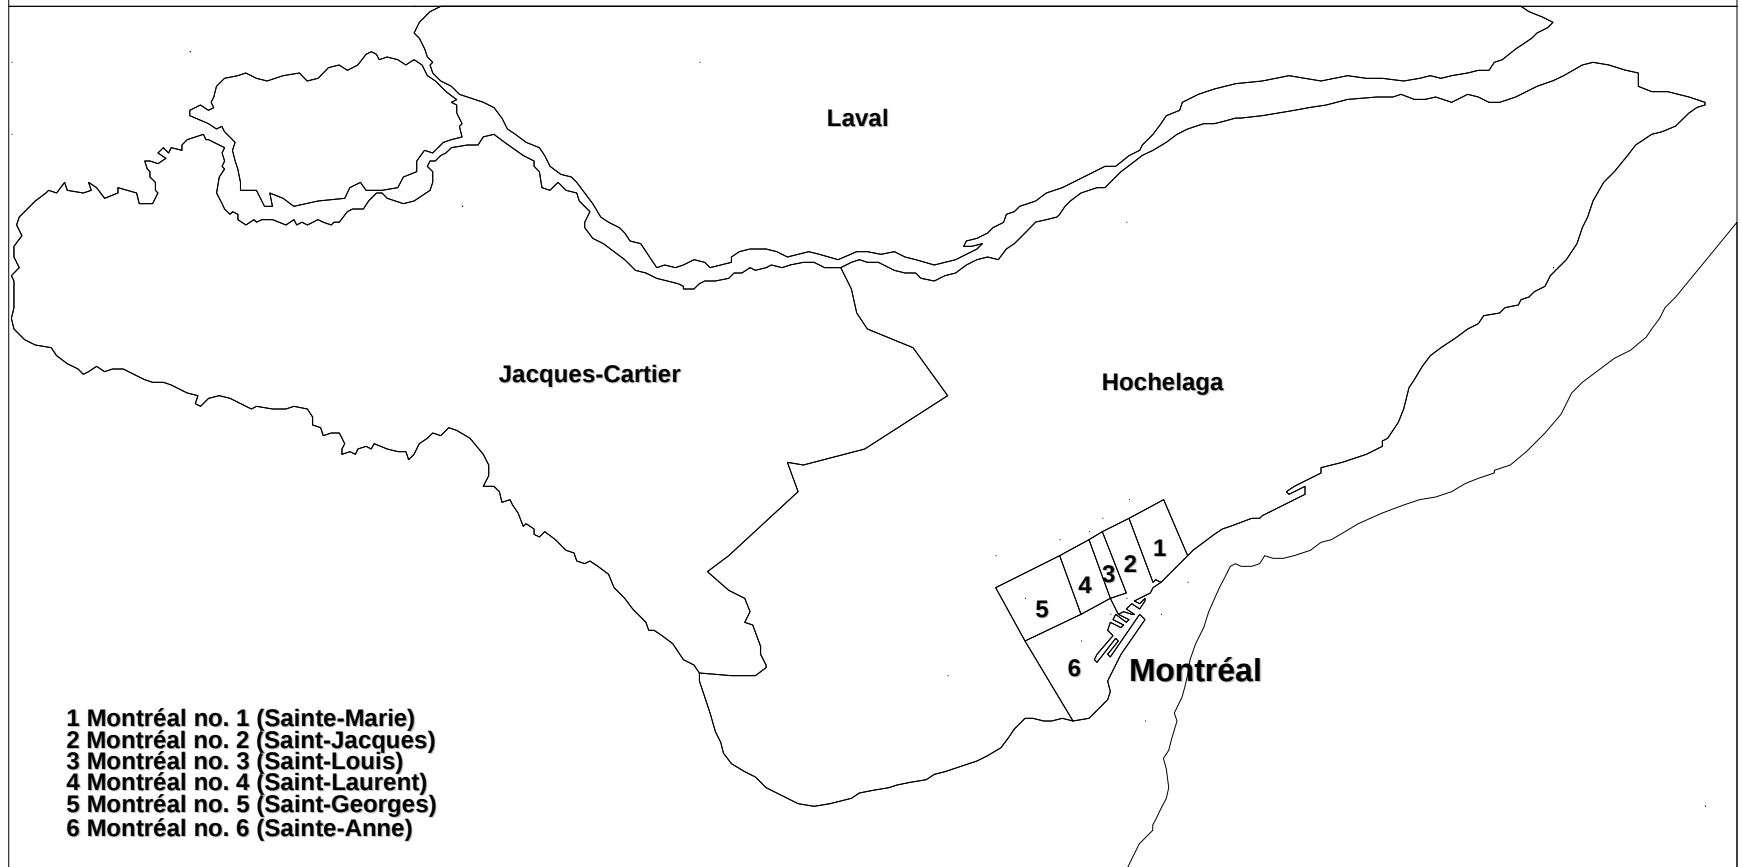 Laval
Jacques-Cartier
Hochelaga
1
2
3
4
5
6
Montréal
1 Montréal no. 1 (Sainte-Marie)
2 Montréal no. 2 (Saint-Jacques)
3 Montréal no. 3 (Saint-Louis)
4 Montréal no. 4 (Saint-Laurent)
5 Montréal no. 5 (Saint-Georges)
6 Montréal no. 6 (Sainte-Anne)